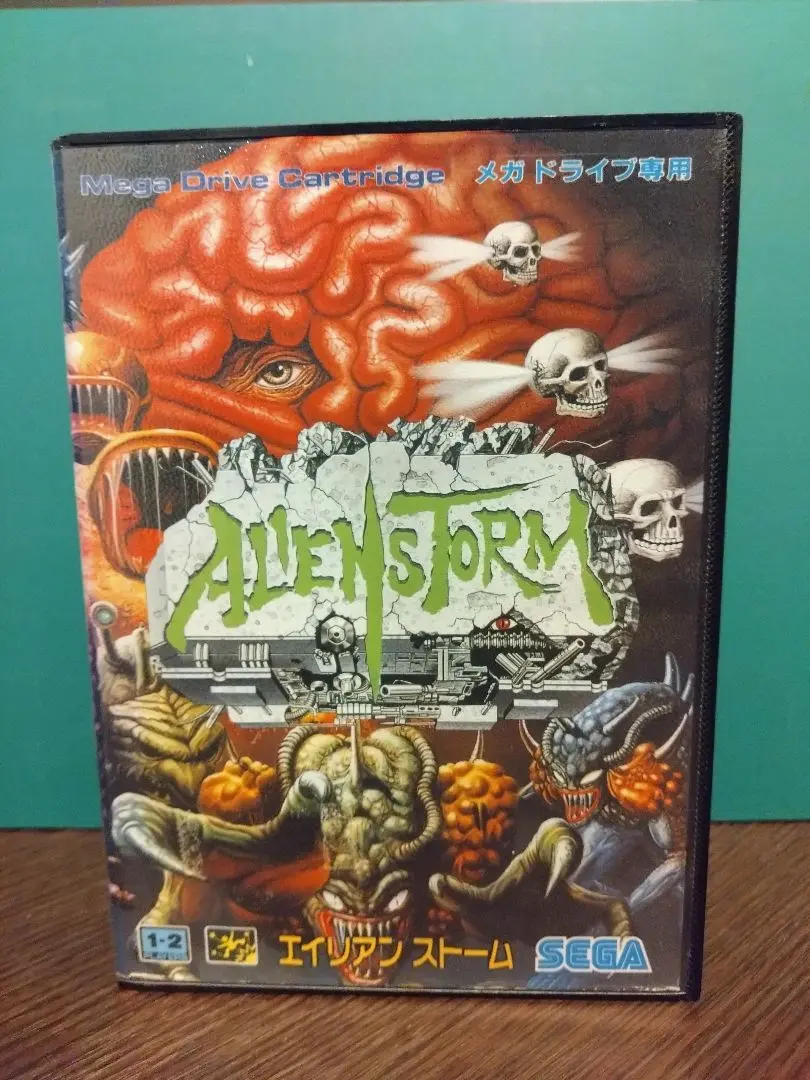 Mega Drive Cartridge メガドライブ専用
ALIEN STORM
1-2
PLAYERS
エイリアン ストーム
SEGA